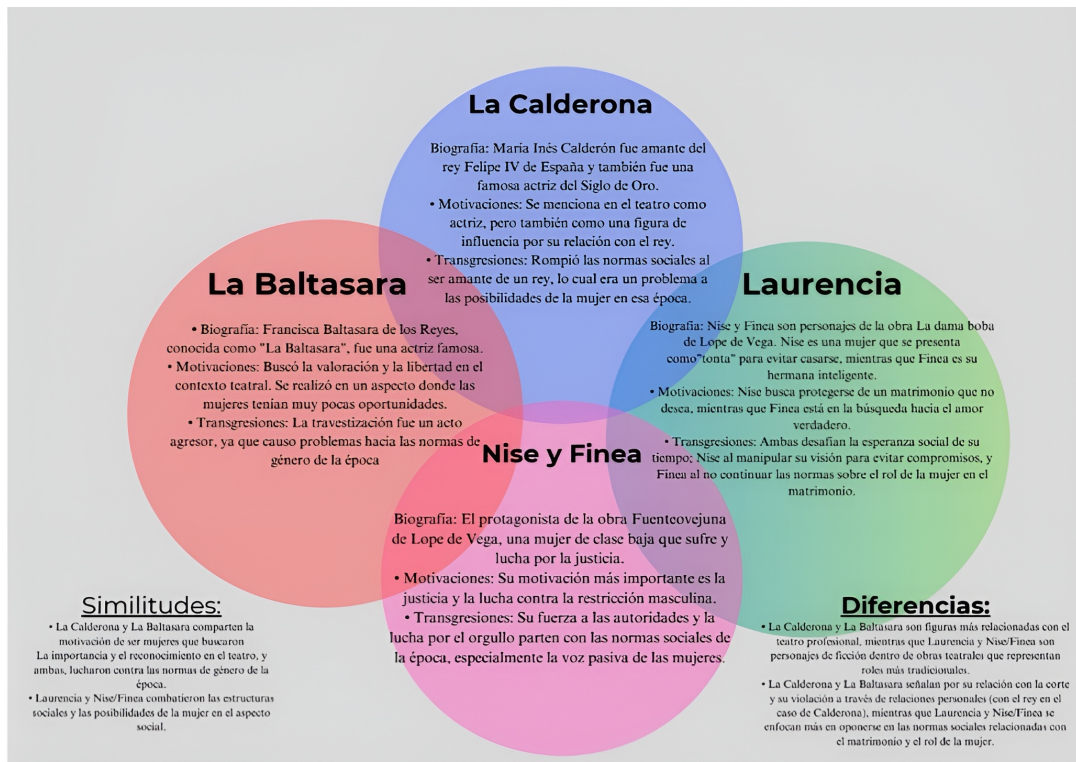 La Calderona
Biografía: María Inés Calderón fue amante del
rey Felipe IV de España y también fue una
famosa actriz del Siglo de Oro.
• Motivaciones: Se menciona en el teatro como
actriz, pero también como una figura de
influencia por su relación con el rey.
• Transgresiones: Rompió las normas sociales al
ser amante de un rey, lo cual era un problema a
las posibilidades de la mujer en esa época.
La Baltasara
• Biografía: Francisca Baltasara de los Reyes,
conocida como "La Baltasara", fue una actriz famosa.
• Motivaciones: Buscó la valoración y la libertad en el
contexto teatral. Se realizó en un aspecto donde las
mujeres tenían muy pocas oportunidades.
• Transgresiones: La travestización fue un acto
agresor, ya que causo problemas hacia las normas de
género de la época
Laurencia
Biografía: Nise y Finea son personajes de la obra La dama boba
de Lope de Vega. Nise es una mujer que se presenta
como"tonta" para evitar casarse, mientras que Finea es su
hermana inteligente.
• Motivaciones: Nise busca protegerse de un matrimonio que no
desea, mientras que Finea está en la búsqueda hacia el amor
verdadero.
• Transgresiones: Ambas desafían la esperanza social de su
tiempo; Nise al manipular su visión para evitar compromisos, y
Finea al no continuar las normas sobre el rol de la mujer en el
matrimonio.
Nise y Finea
Biografía: El protagonista de la obra Fuenteovejuna
de Lope de Vega, una mujer de clase baja que sufre y
lucha por la justicia.
• Motivaciones: Su motivación más importante es la
justicia y la lucha contra la restricción masculina.
• Transgresiones: Su fuerza a las autoridades y la
lucha por el orgullo parten con las normas sociales de
la época, especialmente la voz pasiva de las mujeres.
Similitudes:
• La Calderona y La Baltasara comparten la
motivación de ser mujeres que buscaron
La importancia y el reconocimiento en el teatro, y
ambas, lucharon contra las normas de género de la
época.
• Laurencia y Nise/Finea combatieron las estructuras
sociales y las posibilidades de la mujer en el aspecto
social.
Diferencias:
• La Calderona y La Baltasara son figuras más relacionadas con el
teatro profesional, mientras que Laurencia y Nise/Finea son
personajes de ficción dentro de obras teatrales que representan
roles más tradicionales.
• La Calderona y La Baltasara señalan por su relación con la corte
y su violación a través de relaciones personales (con el rey en el
caso de Calderona), mientras que Laurencia y Nise/Finea se
enfocan más en oponerse en las normas sociales relacionadas con
el matrimonio y el rol de la mujer.